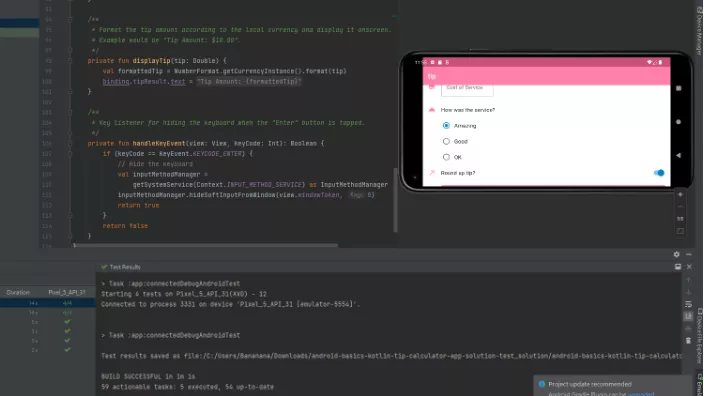 /**
* Format the tip amount according to the local currency and display it onscreen.
* Example would be "Tip Amount: $10.00".
*/
private fun displayTip(tip: Double) {
val formattedTip = NumberFormat.getCurrencyInstance().format(tip)
binding.tipResult.text = "Tip Amount: {formattedTip}"
}
/**
* Key listener for hiding the keyboard when the "Enter" button is tapped.
*/
private fun handleKeyEvent(view: View, keyCode: Int): Boolean {
if (keyCode == KeyEvent.KEYCODE_ENTER) {
// Hide the keyboard
val inputMethodManager =
getSystemService(Context.INPUT_METHOD_SERVICE) as InputMethodManager
inputMethodManager.hideSoftInputFromWindow(view.windowToken,
return true
}
return false
}
Device Manager
tip
Cost of Service
How was the service?
Amazing
Good
OK
Round up tip?
1:1
Test Results
Duration Pixel_5_API_31
> Task :app:connectedDebugAndroidTest
Starting 4 tests on Pixel_5_API_31(AVD) - 12
Connected to process 3331 on device 'Pixel_5_API_31 [emulator-5554]'.
> Task :app:connectedDebugAndroidTest
Test results saved as file:/C:/Users/Bananana/Downloads/android-basics-kotlin-tip-calculator-app-solution-test_solution/android-basics-kotlin-tip-calculato
BUILD SUCCESSFUL in 1m 1s
59 actionable tasks: 5 executed, 54 up-to-date
Device File Explorer
Project update recommended
Android Gradle Plugin can be upgraded